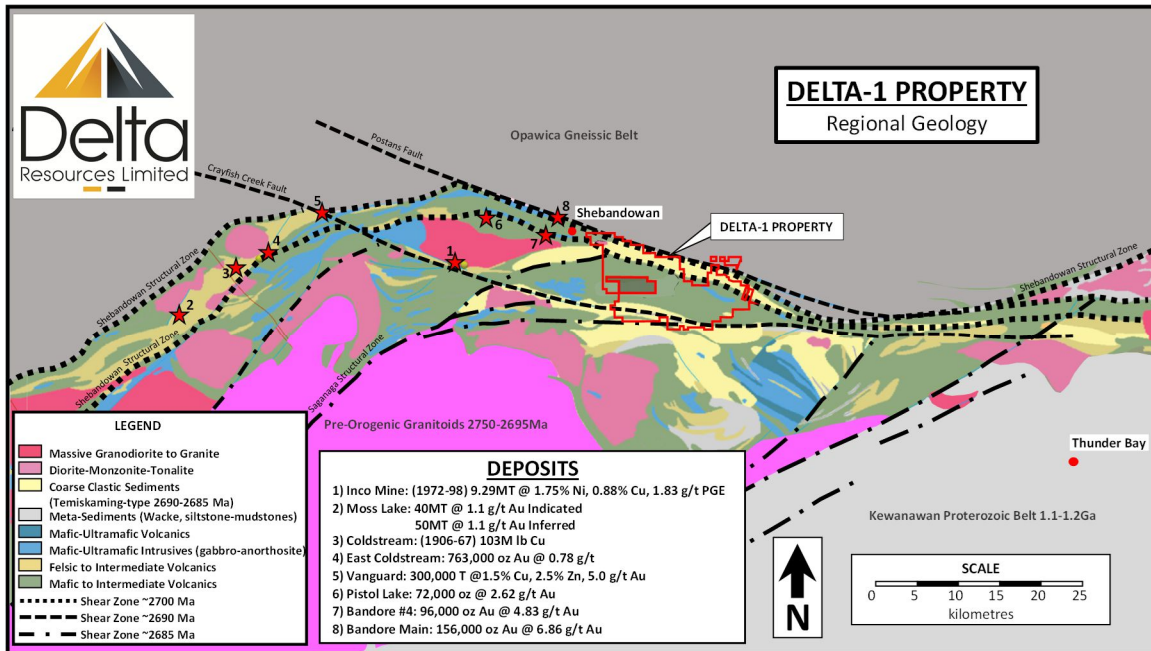 Delta
Resources Limited
DELTA-1 PROPERTY
Regional Geology
Opawica Gneissic Belt
Postans Fault
Crayfish Creek Fault
5
8
Shebandowan
6
7
DELTA-1 PROPERTY
4
3
1
2
Shebandowan Structural Zone
Shebandowan Structural Zone
Shebandowan Structural Zone
Saganaga Structural Zone
Pre-Orogenic Granitoids 2750-2695Ma
Thunder Bay
Kewanawan Proterozoic Belt 1.1-1.2Ga
LEGEND
Massive Granodiorite to Granite
Diorite-Monzonite-Tonalite
Coarse Clastic Sediments
(Temiskaming-type 2690-2685 Ma)
Meta-Sediments (Wacke, siltstone-mudstones)
Mafic-Ultramafic Volcanics
Mafic-Ultramafic Intrusives (gabbro-anorthosite)
Felsic to Intermediate Volcanics
Mafic to Intermediate Volcanics
Shear Zone ~2700 Ma
Shear Zone ~2690 Ma
Shear Zone ~2685 Ma
DEPOSITS
1) Inco Mine: (1972-98) 9.29MT @ 1.75% Ni, 0.88% Cu, 1.83 g/t PGE
2) Moss Lake: 40MT @ 1.1 g/t Au Indicated
50MT @ 1.1 g/t Au Inferred
3) Coldstream: (1906-67) 103M lb Cu
4) East Coldstream: 763,000 oz Au @ 0.78 g/t
5) Vanguard: 300,000 T @1.5% Cu, 2.5% Zn, 5.0 g/t Au
6) Pistol Lake: 72,000 oz @ 2.62 g/t Au
7) Bandore #4: 96,000 oz Au @ 4.83 g/t Au
8) Bandore Main: 156,000 oz Au @ 6.86 g/t Au
N
SCALE
0 5 10 15 20 25
kilometres